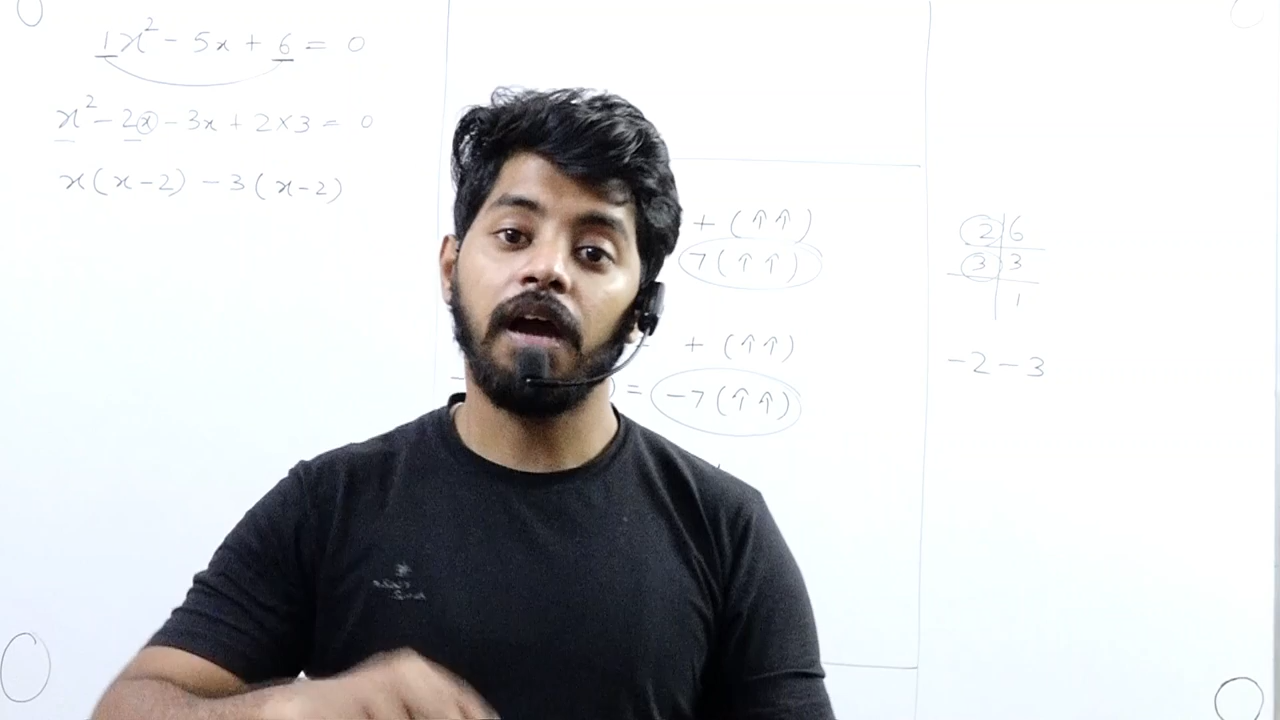 1x² - 5x + 6 = 0
x² - 2x - 3x + 2×3 = 0
x(x-2) - 3(x-2)
+ (↑↑)
7(↑↑)
+ (↑↑)
) = -7(↑↑)
2|6
3|3
|1
-2-3